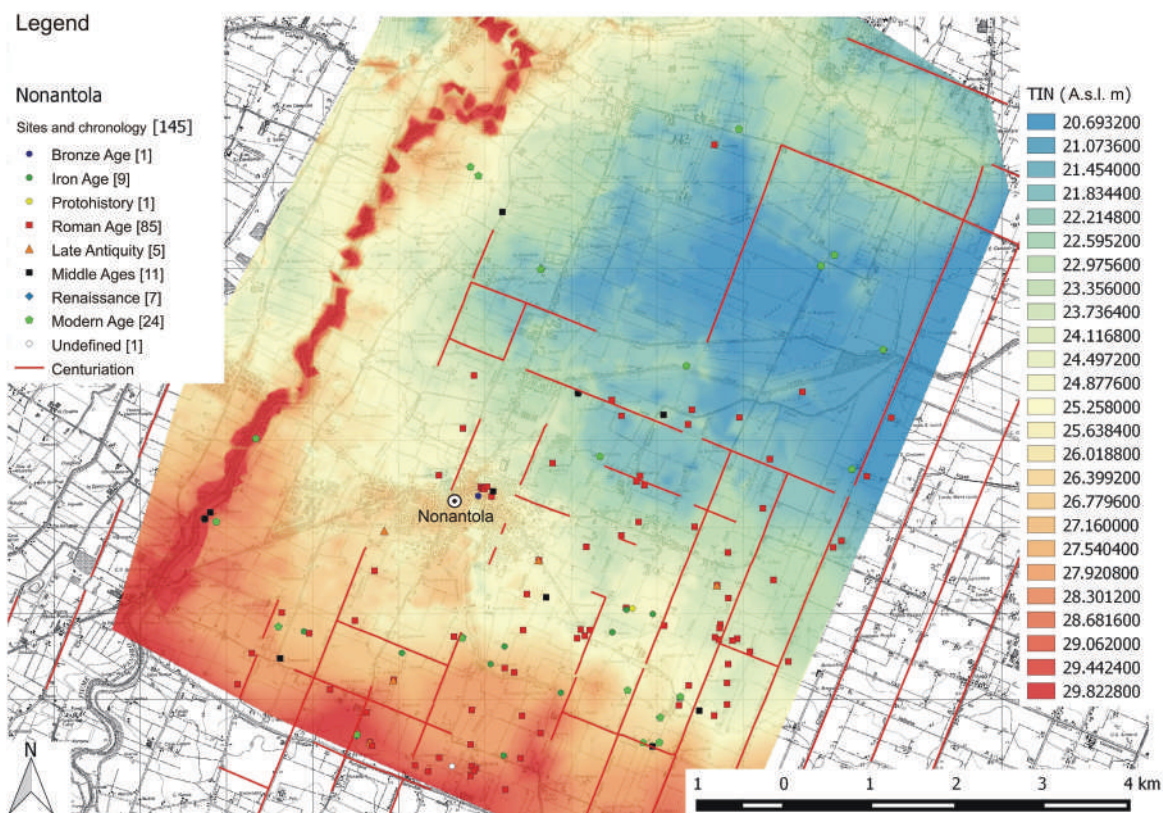 Legend
Nonantola
Sites and chronology [145]
Bronze Age [1]
Iron Age [9]
Protohistory [1]
Roman Age [85]
Late Antiquity [5]
Middle Ages [11]
Renaissance [7]
Modern Age [24]
Undefined [1]
Centuriation
N
Nonantola
TIN (A.s.l. m)
20.693200
21.073600
21.454000
21.834400
22.214800
22.595200
22.975600
23.356000
23.736400
24.116800
24.497200
24.877600
25.258000
25.638400
26.018800
26.399200
26.779600
27.160000
27.540400
27.920800
28.301200
28.681600
29.062000
29.442400
29.822800
1 0 1 2 3 4 km